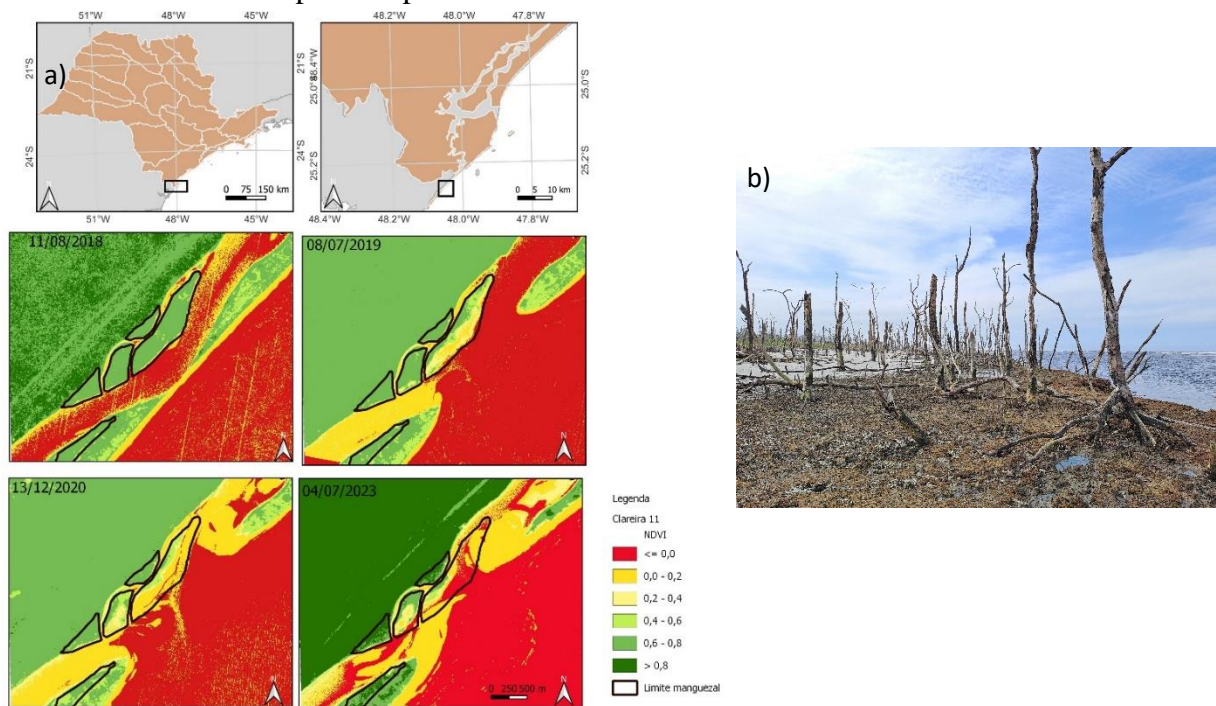 a)
51°W 48°W 45°W
21°S 21°S
24°S 24°S
0 75 150 km
51°W 48°W 45°W
48.2°W 48.0°W 47.8°W
48.4°W
25.0°S 25.0°S
25.2°S 25.2°S
0 5 10 km
48.4°W 48.2°W 48.0°W 47.8°W
b)
11/08/2018
N
08/07/2019
N
13/12/2020
N
04/07/2023
0 250 500 m
N
Legenda
Clareira 11
NDVI
<= 0,0
0,0 - 0,2
0,2 - 0,4
0,4 - 0,6
0,6 - 0,8
> 0,8
Limite manguezal